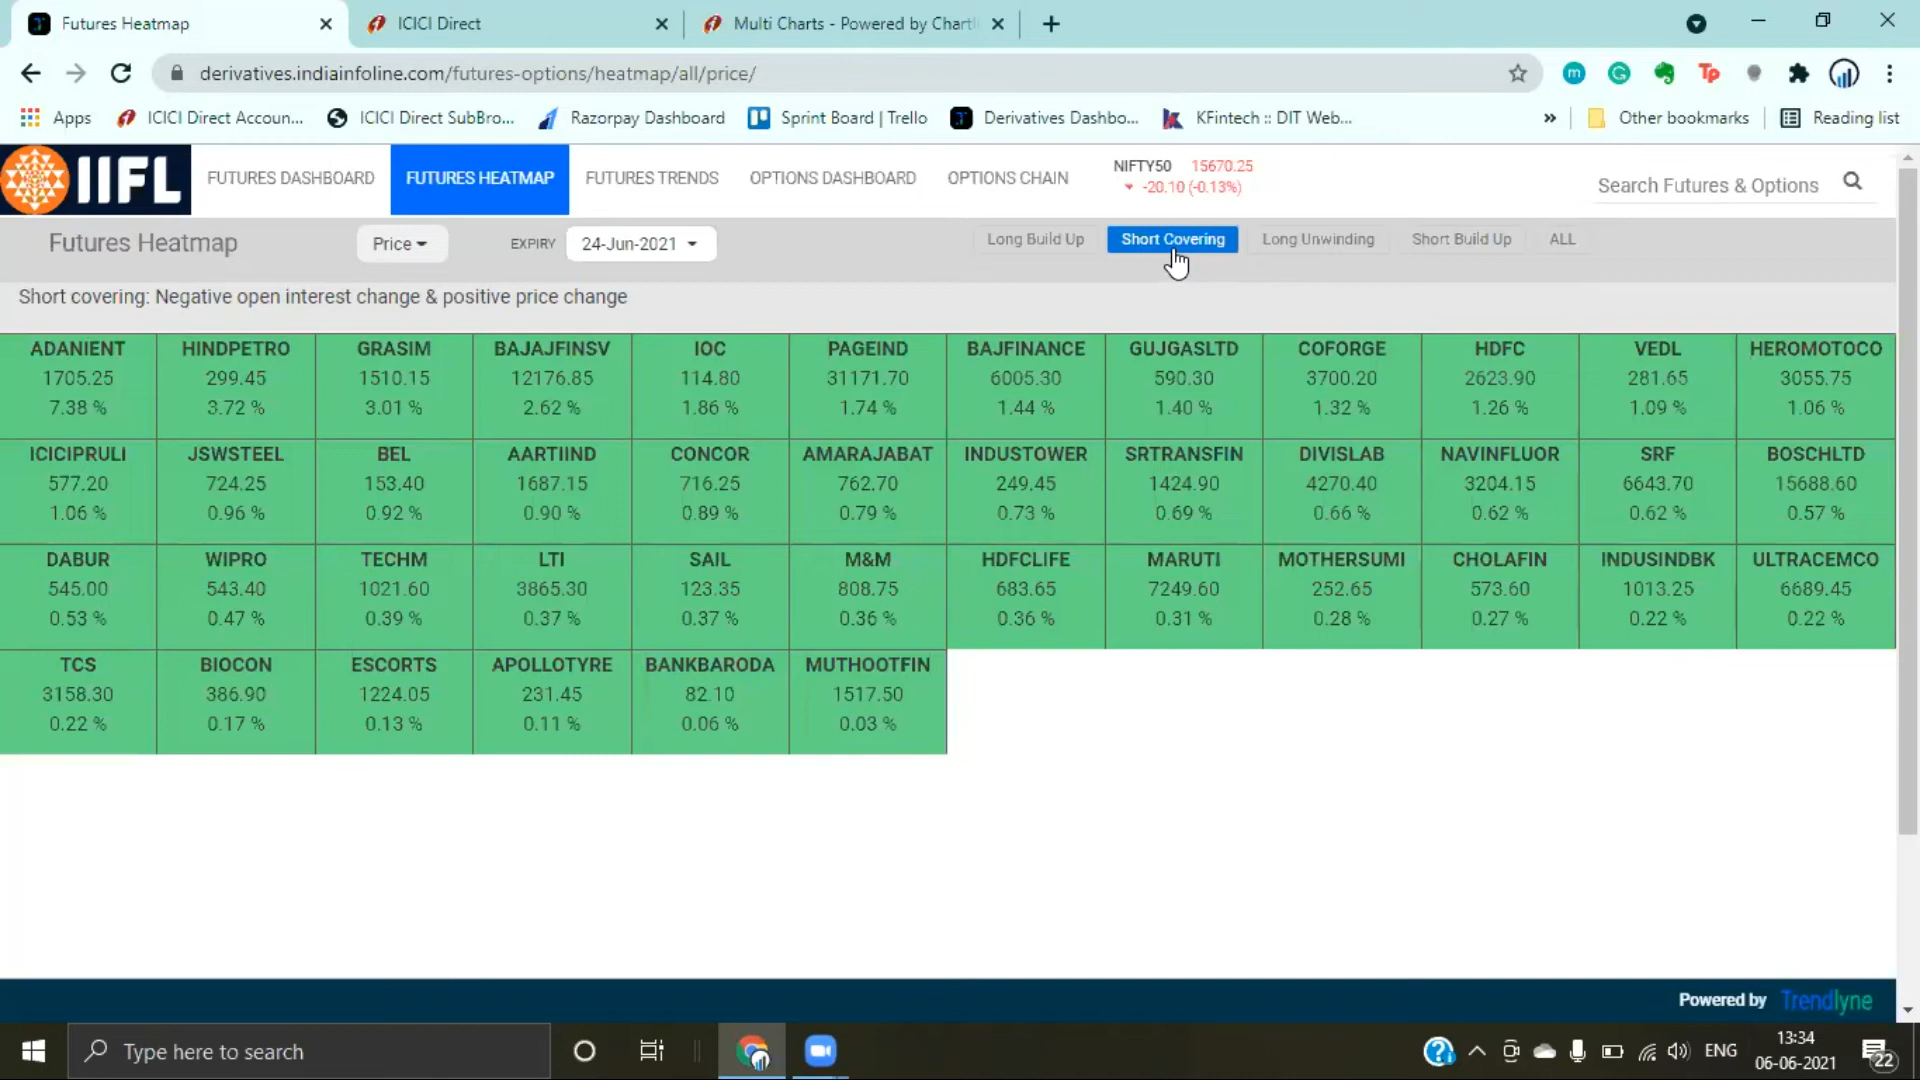 Futures Heatmap
ICICI Direct
Multi Charts - Powered by Charti
derivatives.indiainfoline.com/futures-options/heatmap/all/price/
Apps
ICICI Direct Accoun...
ICICI Direct SubBro...
Razorpay Dashboard
Sprint Board | Trello
Derivatives Dashbo...
KFintech :: DIT Web...
»
Other bookmarks
Reading list
IIFL
FUTURES DASHBOARD
FUTURES HEATMAP
FUTURES TRENDS
OPTIONS DASHBOARD
OPTIONS CHAIN
NIFTY50 15670.25
-20.10 (-0.13%)
Search Futures & Options
Futures Heatmap
Price
EXPIRY
24-Jun-2021
Long Build Up
Short Covering
Long Unwinding
Short Build Up
ALL
Short covering: Negative open interest change & positive price change
ADANIENT HINDPETRO GRASIM BAJAJFINSV IOC PAGEIND BAJFINANCE GUJGASLTD COFORGE HDFC VEDL HEROMOTOCO
1705.25 299.45 1510.15 12176.85 114.80 31171.70 6005.30 590.30 3700.20 2623.90 281.65 3055.75
7.38 % 3.72 % 3.01 % 2.62 % 1.86 % 1.74 % 1.44 % 1.40 % 1.32 % 1.26 % 1.09 % 1.06 %
ICICIPRULI JSWSTEEL BEL AARTIIND CONCOR AMARAJABAT INDUSTOWER SRTRANSFIN DIVISLAB NAVINFLUOR SRF BOSCHLTD
577.20 724.25 153.40 1687.15 716.25 762.70 249.45 1424.90 4270.40 3204.15 6643.70 15688.60
1.06 % 0.96 % 0.92 % 0.90 % 0.89 % 0.79 % 0.73 % 0.69 % 0.66 % 0.62 % 0.62 % 0.57 %
DABUR WIPRO TECHM LTI SAIL M&M HDFCLIFE MARUTI MOTHERSUMI CHOLAFIN INDUSINDBK ULTRACEMCO
545.00 543.40 1021.60 3865.30 123.35 808.75 683.65 7249.60 252.65 573.60 1013.25 6689.45
0.53 % 0.47 % 0.39 % 0.37 % 0.37 % 0.36 % 0.36 % 0.31 % 0.28 % 0.27 % 0.22 % 0.22 %
TCS BIOCON ESCORTS APOLLOTYRE BANKBARODA MUTHOOTFIN
3158.30 386.90 1224.05 231.45 82.10 1517.50
0.22 % 0.17 % 0.13 % 0.11 % 0.06 % 0.03 %
Powered by Trendlyne
Type here to search
ENG
13:34
06-06-2021
22